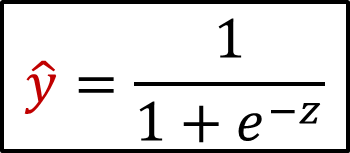 ŷ = 1 / (1 + e^{-z})